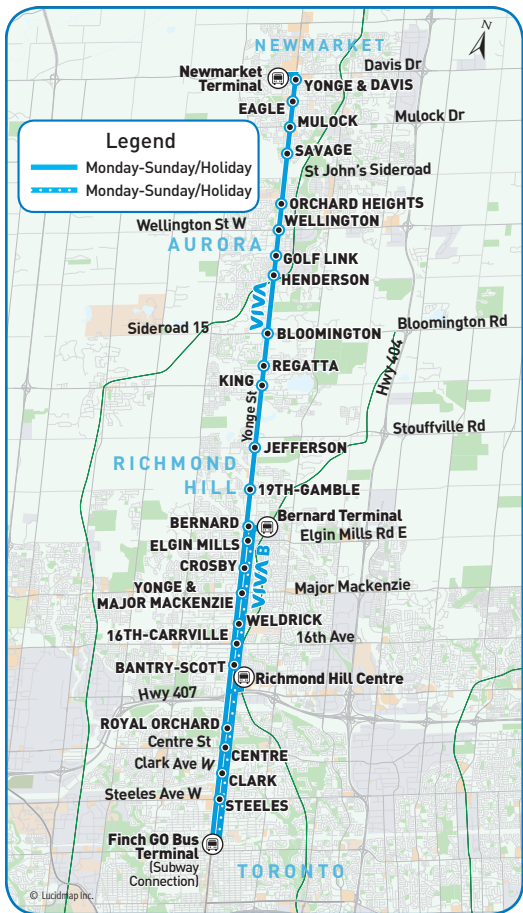 N
NEWMARKET
Davis Dr
Newmarket
Terminal
YONGE & DAVIS
EAGLE
MULOCK
Mulock Dr
Legend
Monday-Sunday/Holiday
Monday-Sunday/Holiday
SAVAGE
St John's Sideroad
ORCHARD HEIGHTS
Wellington St W
WELLINGTON
AURORA
GOLF LINK
HENDERSON
VIVA
Sideroad 15
BLOOMINGTON
Bloomington Rd
REGATTA
Hwy 404
KING
Yonge St
Stouffville Rd
JEFFERSON
RICHMOND
HILL
19TH-GAMBLE
Bernard Terminal
BERNARD
Elgin Mills Rd E
ELGIN MILLS
CROSBY
VIVA B
YONGE &
MAJOR MACKENZIE
Major Mackenzie
WELDRICK
16TH-CARRVILLE
16th Ave
BANTRY-SCOTT
Richmond Hill Centre
Hwy 407
ROYAL ORCHARD
Centre St
CENTRE
Clark Ave W
CLARK
Steeles Ave W
STEELES
Finch GO Bus
Terminal
(Subway
Connection)
TORONTO
© Lucidmap Inc.